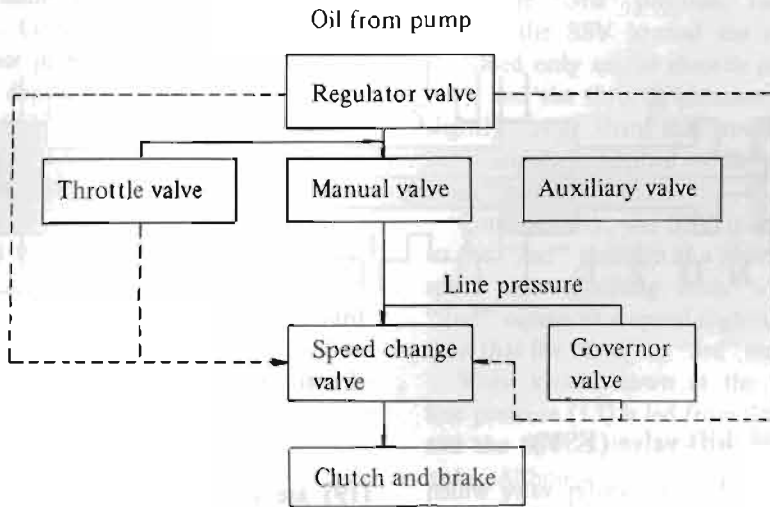 Oil from pump
Regulator valve
Throttle valve
Manual valve
Auxiliary valve
Line pressure
Speed change
valve
Governor
valve
Clutch and brake